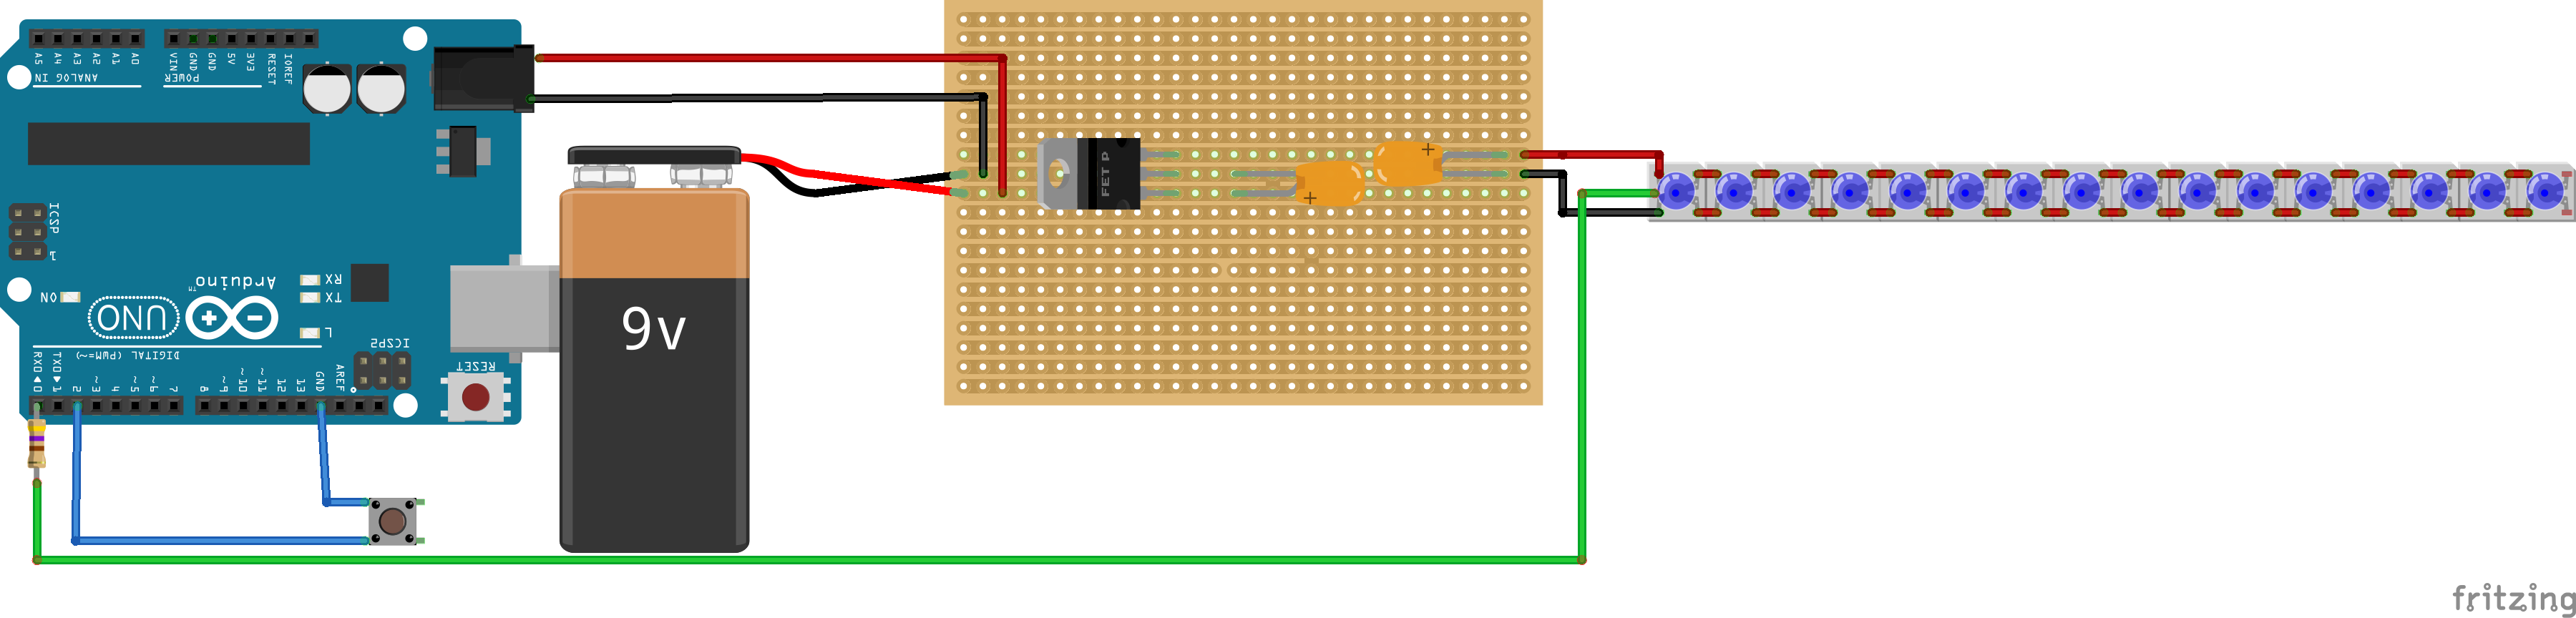 A5 A4 A3 A2 A1 A0
ANALOG IN
VIN GND GND 5V 3V3 RESET IOREF
POWER
ICSP
1
ON
UNO
Arduino
TM
RX
TX
L
ICSP2
DIGITAL (PWM=~)
RX0 TX0
0 1 2 ~3 4 ~5 ~6 7 8 ~9 ~10 ~11 12 13 GND AREF
RESET
9v
FET P
+
+
fritzing